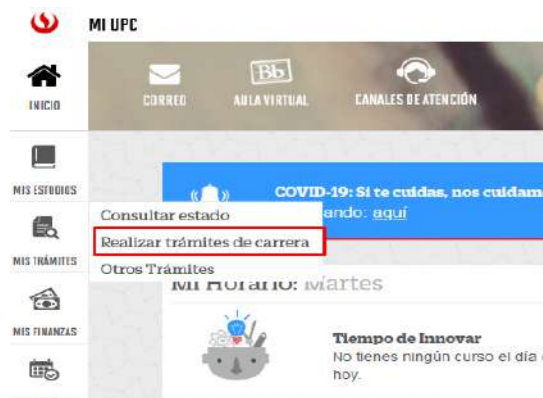 MI UPC
INICIO
CORREO
Bb
AULA VIRTUAL
CANALES DE ATENCIÓN
MIS ESTUDIOS
COVID-19: Si te cuidas, nos cuidam
ando: aquí
Consultar estado
Realizar trámites de carrera
Otros Trámites
MIS TRÁMITES
Mi Horario: Martes
MIS FINANZAS
Tiempo de Innovar
No tienes ningún curso el día
hoy.